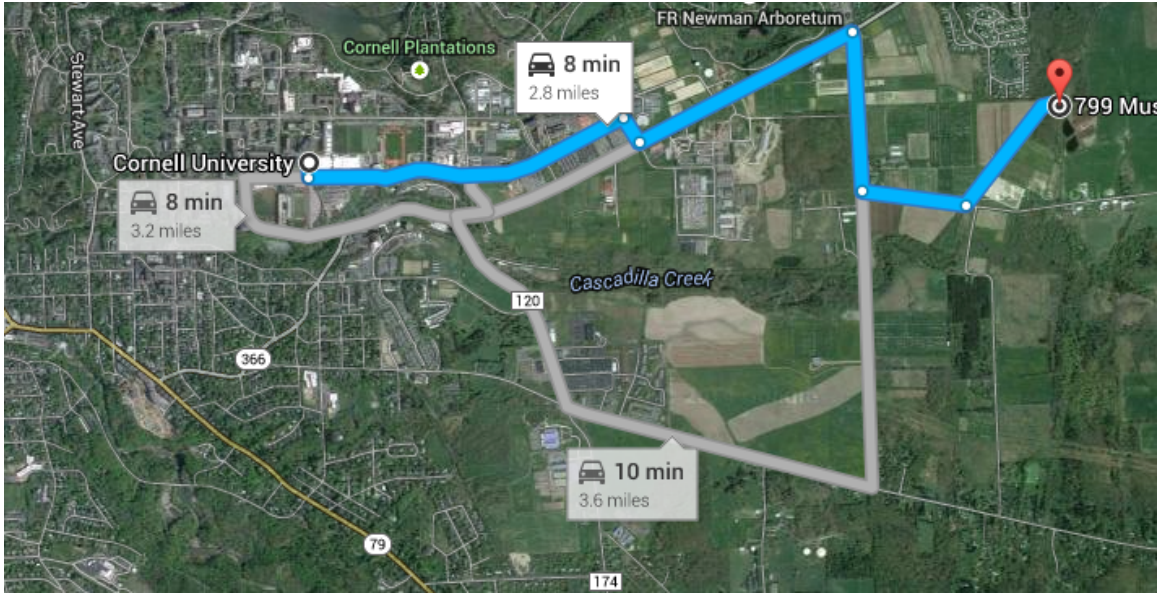 FR Newman Arboretum
Cornell Plantations
8 min
2.8 miles
Stewart Ave
799 Mus
Cornell University
8 min
3.2 miles
Cascadilla Creek
120
366
10 min
3.6 miles
79
174